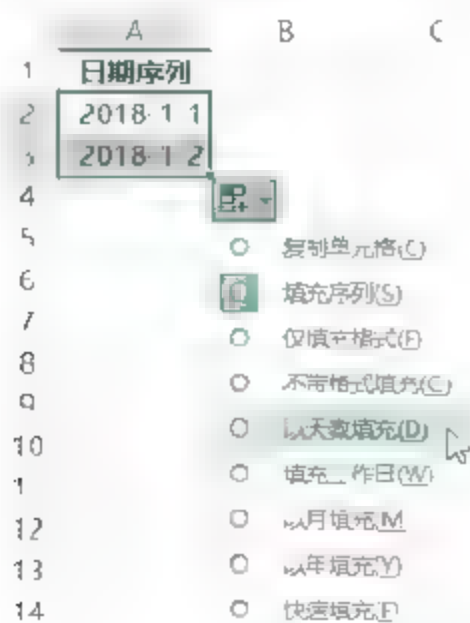 A B C
1 日期序列
2 2018-1-1
3 2018-1-2
4
5 复制单元格(C)
6 填充序列(S)
7 仅填充格式(F)
8 不带格式填充(O)
9
10 以天数填充(D)
11 填充工作日(W)
12 以月填充(M)
13 以年填充(Y)
14 快速填充(F)